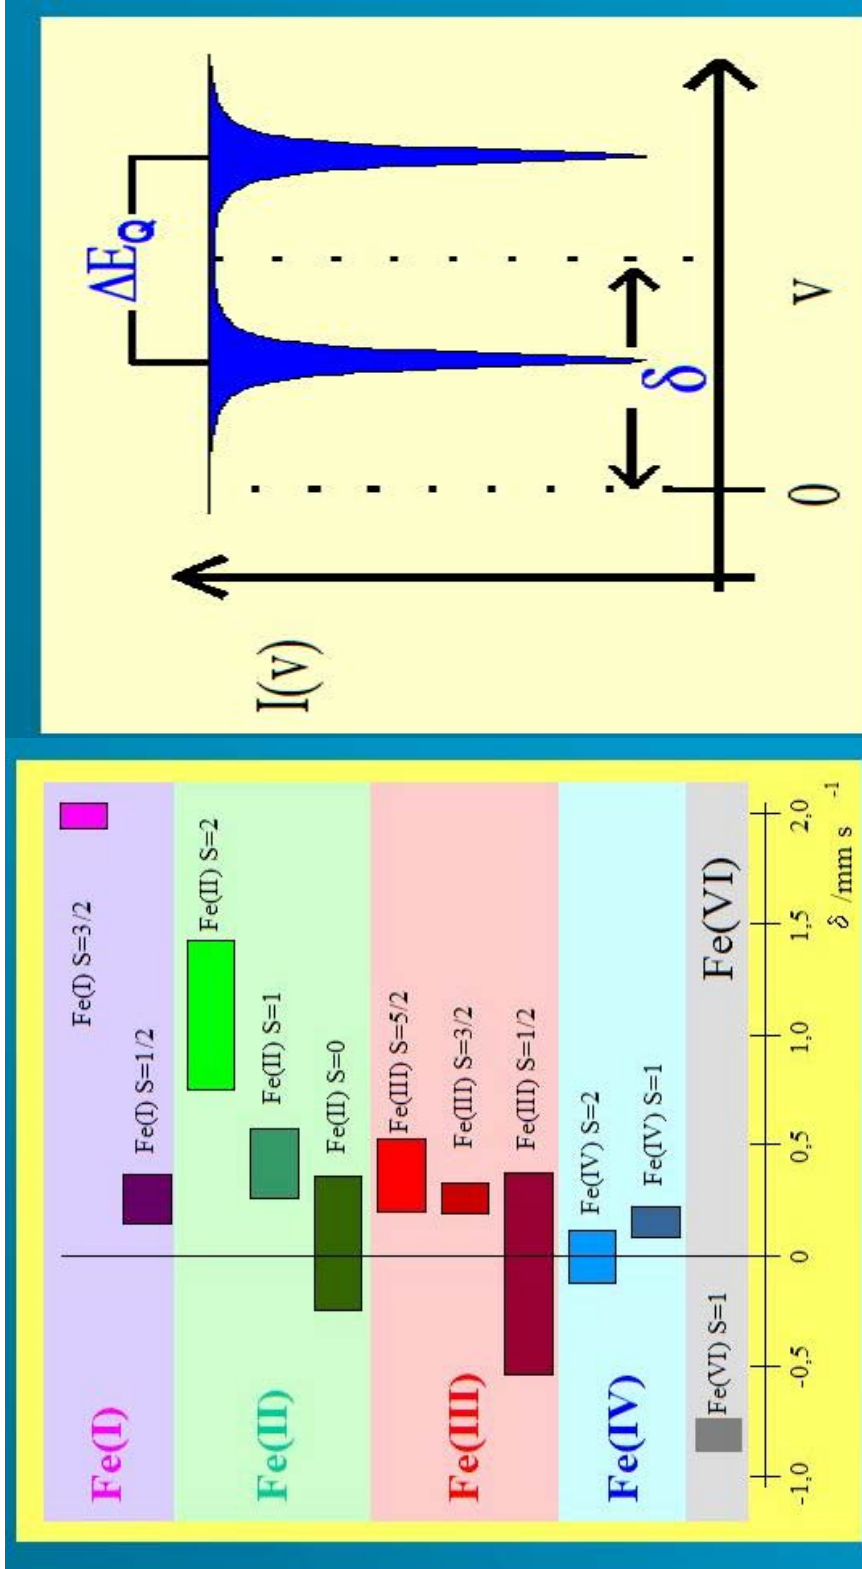 Fe(I)
Fe(I) S=3/2
Fe(I) S=1/2
Fe(II)
Fe(II) S=2
Fe(II) S=1
Fe(II) S=0
Fe(III)
Fe(III) S=5/2
Fe(III) S=3/2
Fe(III) S=1/2
Fe(IV)
Fe(IV) S=2
Fe(IV) S=1
Fe(VI)
Fe(VI) S=1
-1,0 -0,5 0 0,5 1,0 1,5 2,0
δ /mm s -1
ΔEQ
I(v)
δ
0 v